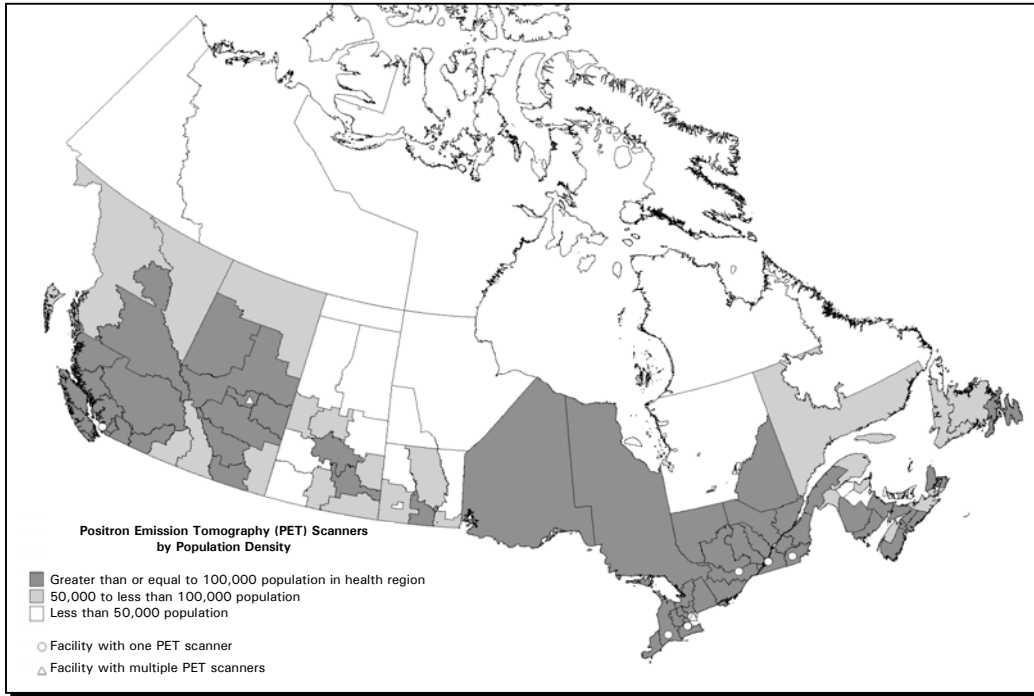 Positron Emission Tomography (PET) Scanners
by Population Density
Greater than or equal to 100,000 population in health region
50,000 to less than 100,000 population
Less than 50,000 population
Facility with one PET scanner
Facility with multiple PET scanners